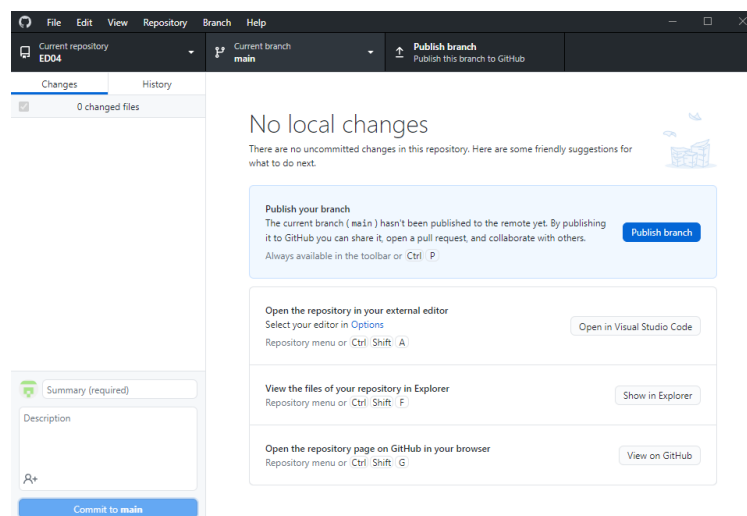 File Edit View Repository Branch Help
Current repository
ED04
Current branch
main
Publish branch
Publish this branch to GitHub
Changes History
0 changed files
No local changes
There are no uncommitted changes in this repository. Here are some friendly suggestions for
what to do next.
Publish your branch
The current branch (main) hasn't been published to the remote yet. By publishing
it to GitHub you can share it, open a pull request, and collaborate with others.
Always available in the toolbar or Ctrl P
Publish branch
Open the repository in your external editor
Select your editor in Options
Repository menu or Ctrl Shift A
Open in Visual Studio Code
View the files of your repository in Explorer
Repository menu or Ctrl Shift F
Show in Explorer
Open the repository page on GitHub in your browser
Repository menu or Ctrl Shift G
View on GitHub
Summary (required)
Description
Commit to main